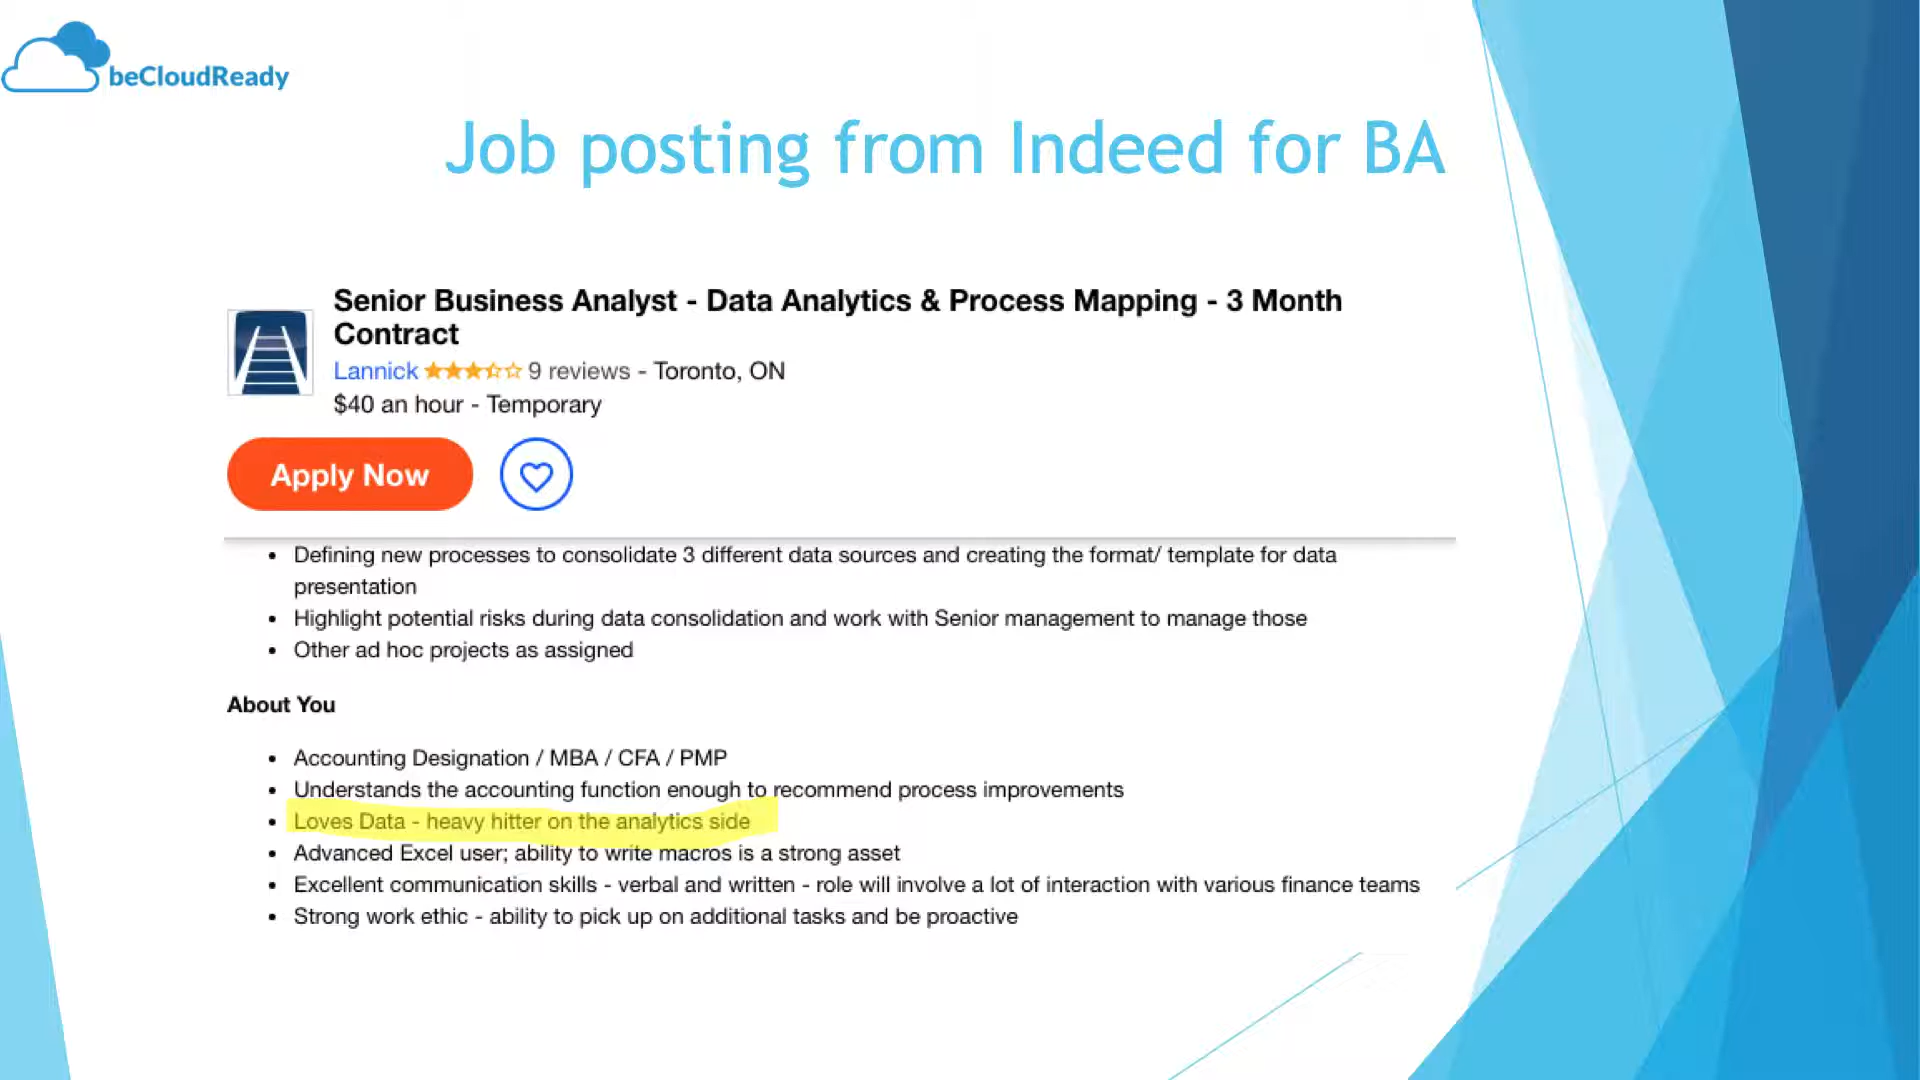 beCloudReady
Job posting from Indeed for BA
Senior Business Analyst - Data Analytics & Process Mapping - 3 Month
Contract
Lannick 9 reviews - Toronto, ON
$40 an hour - Temporary
Apply Now
• Defining new processes to consolidate 3 different data sources and creating the format/ template for data
presentation
• Highlight potential risks during data consolidation and work with Senior management to manage those
• Other ad hoc projects as assigned
About You
• Accounting Designation / MBA / CFA / PMP
• Understands the accounting function enough to recommend process improvements
• Loves Data - heavy hitter on the analytics side
• Advanced Excel user; ability to write macros is a strong asset
• Excellent communication skills - verbal and written - role will involve a lot of interaction with various finance teams
• Strong work ethic - ability to pick up on additional tasks and be proactive